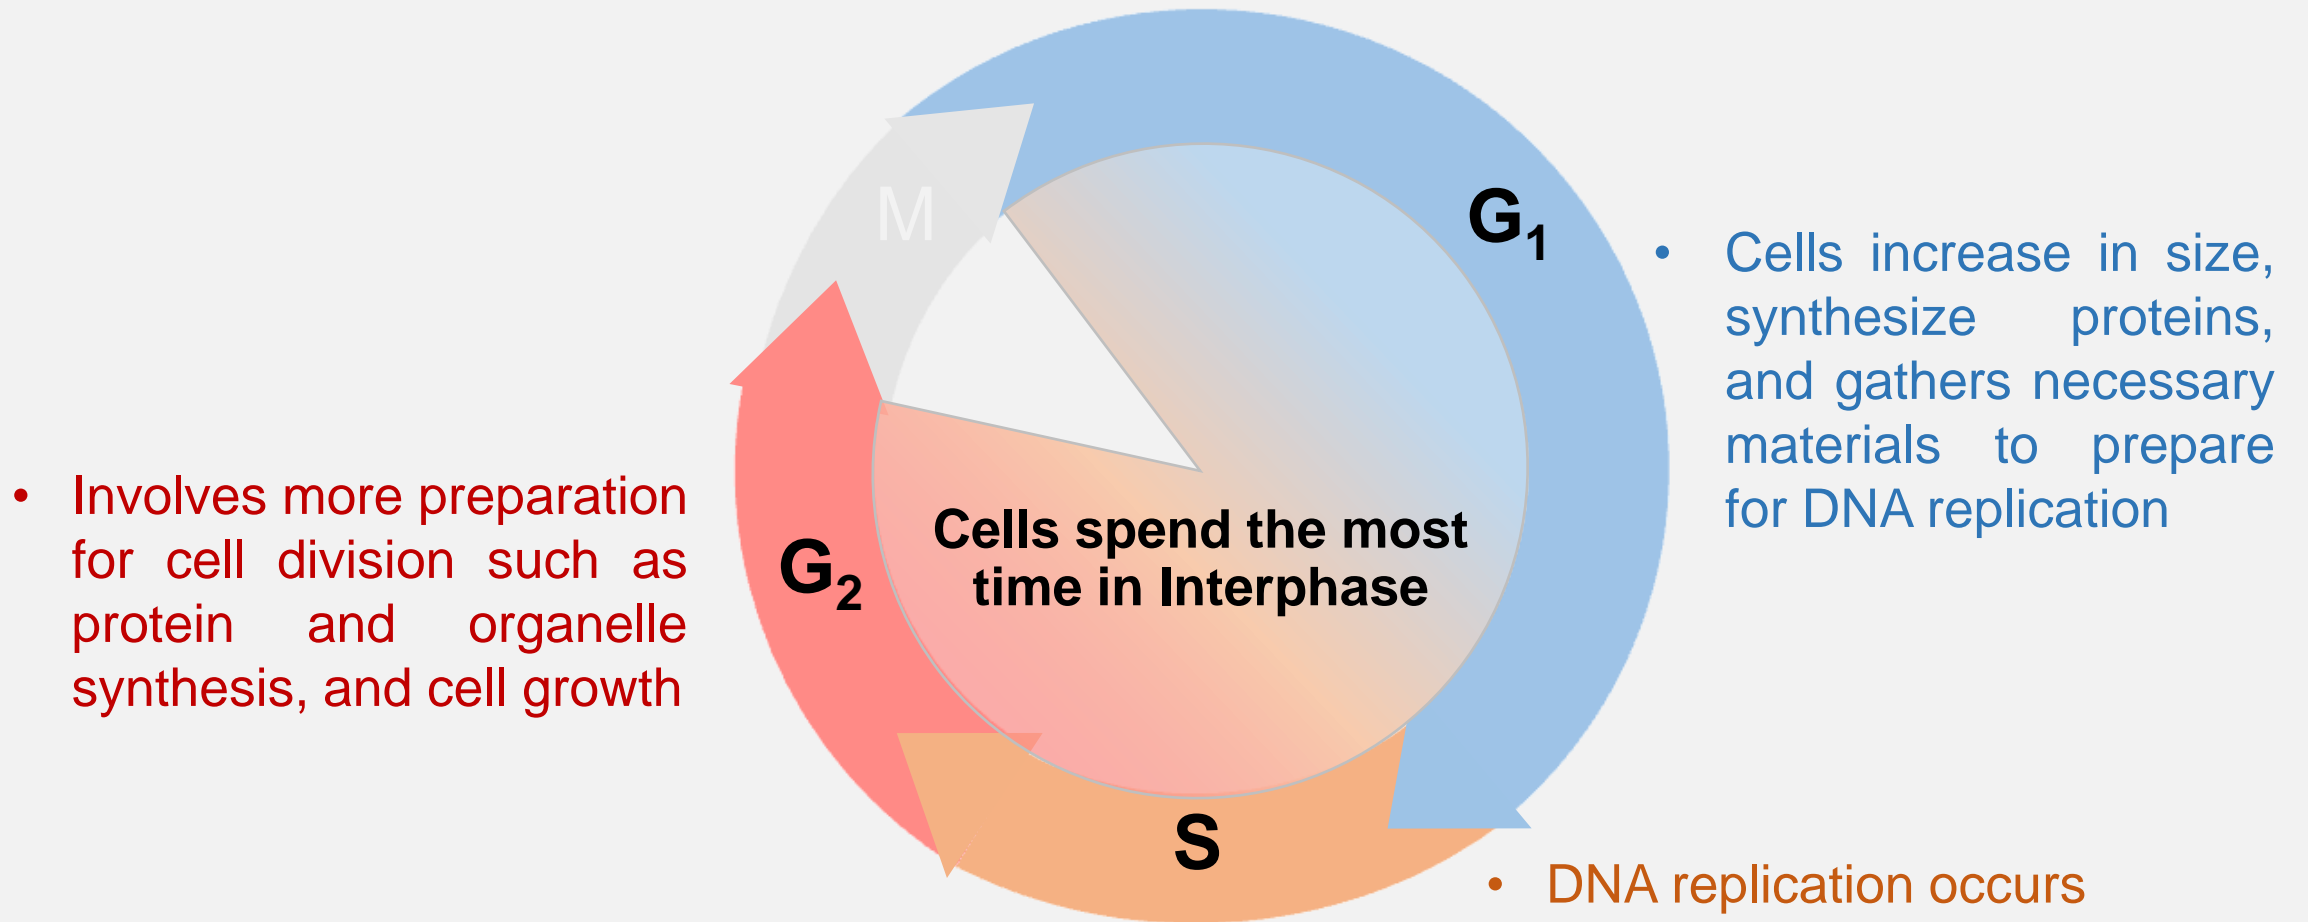 M
G₁
• Cells increase in size,
synthesize proteins,
and gathers necessary
materials to prepare
for DNA replication
• Involves more preparation
for cell division such as
protein and organelle
synthesis, and cell growth
G₂
Cells spend the most
time in Interphase
S
• DNA replication occurs